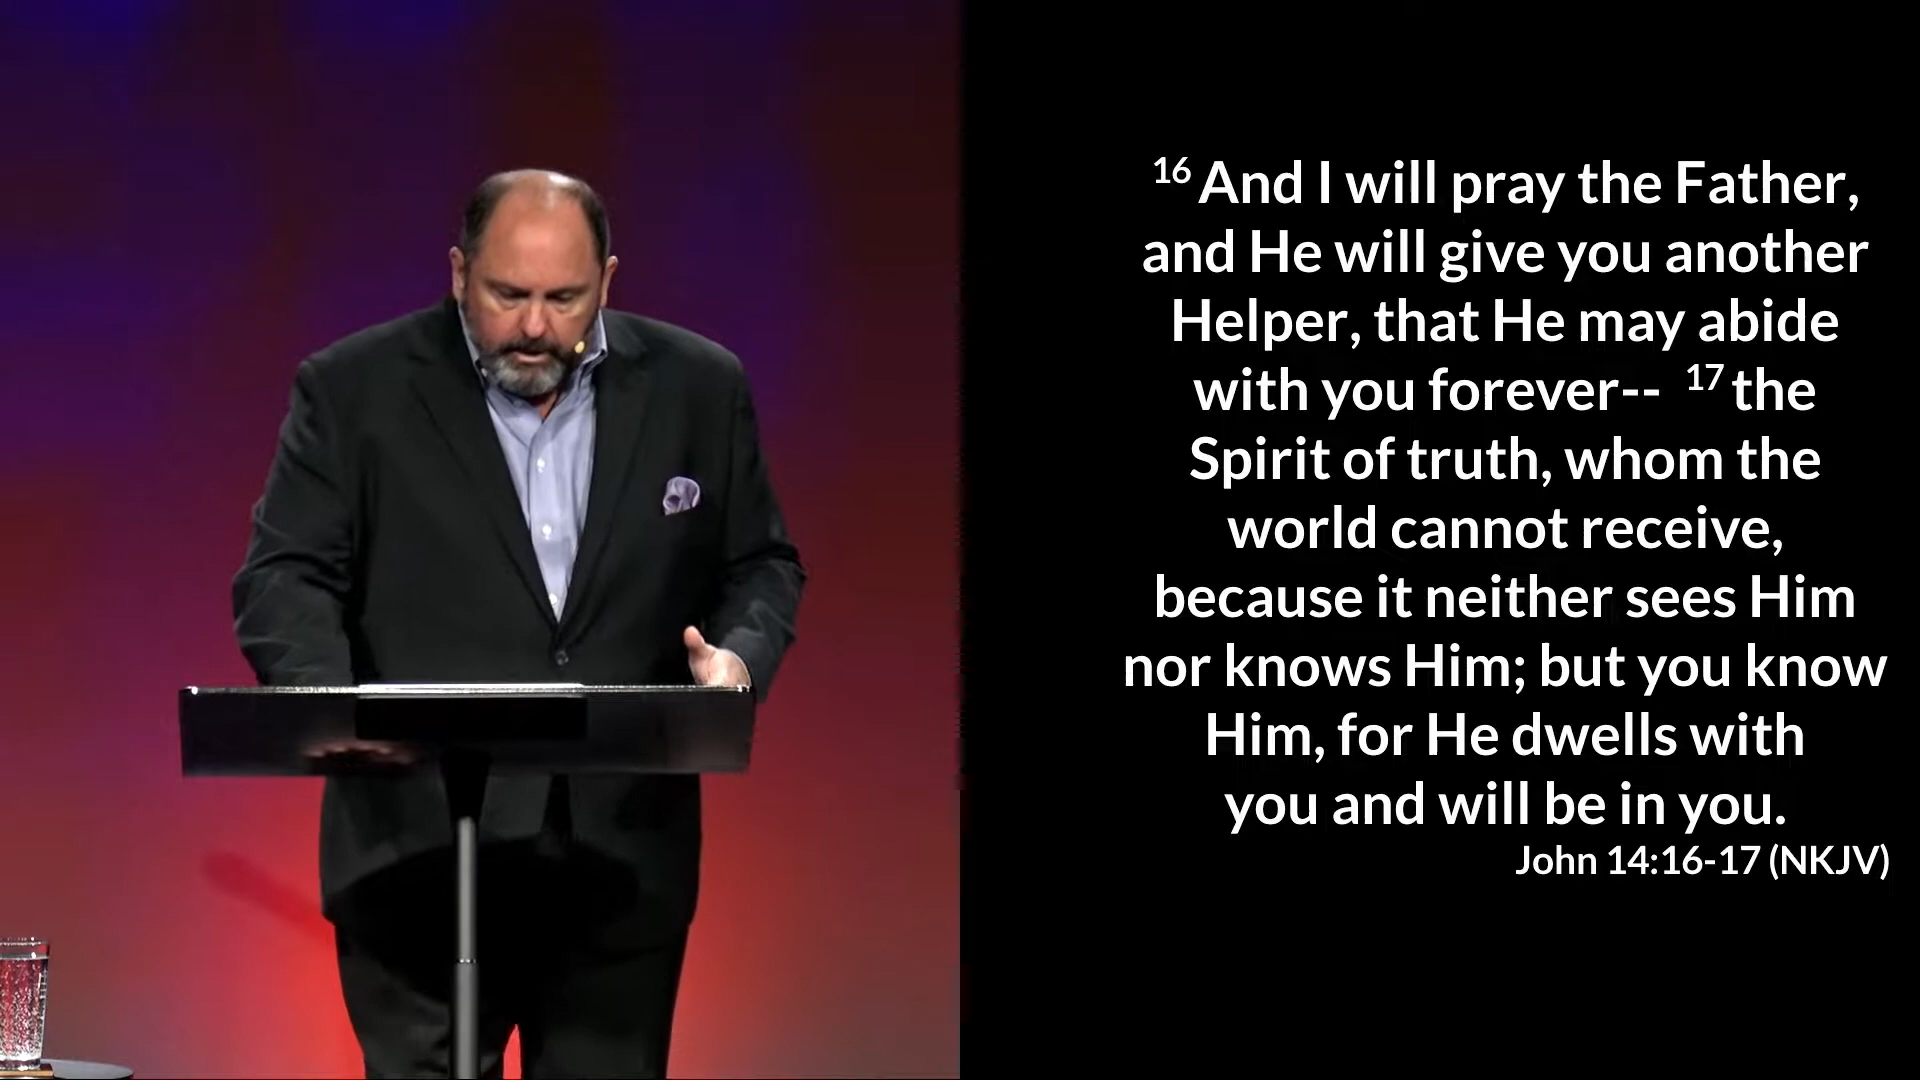 16 And I will pray the Father,
and He will give you another
Helper, that He may abide
with you forever-- 17 the
Spirit of truth, whom the
world cannot receive,
because it neither sees Him
nor knows Him; but you know
Him, for He dwells with
you and will be in you.
John 14:16-17 (NKJV)